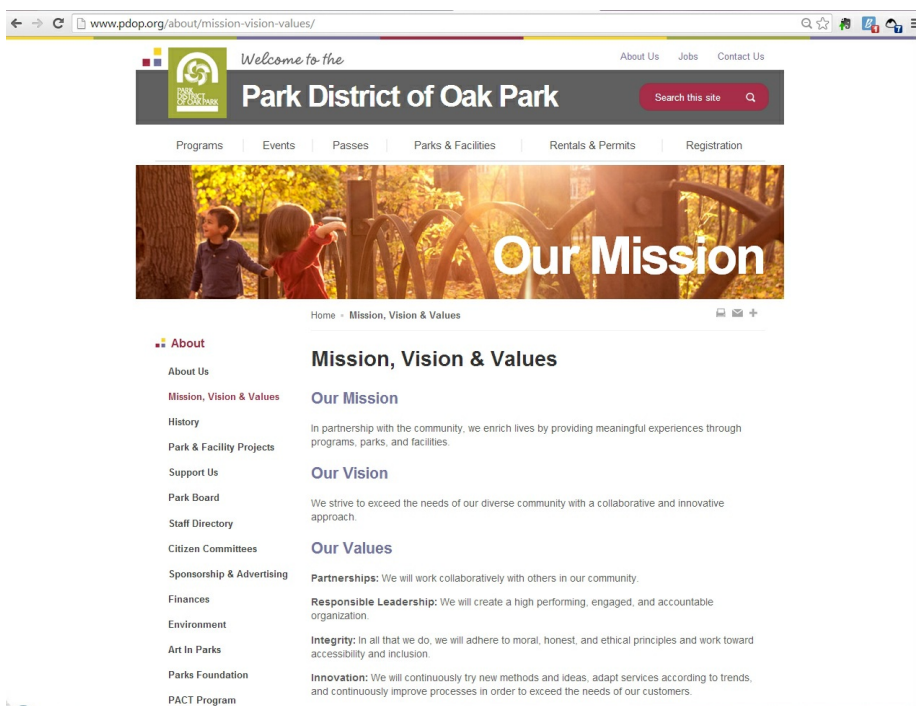 www.pdop.org/about/mission-vision-values/
Welcome to the
About Us Jobs Contact Us
PARK
DISTRICT
OF OAK PARK
Park District of Oak Park
Search this site
Programs Events Passes Parks & Facilities Rentals & Permits Registration
Our Mission
Home Mission, Vision & Values
About
About Us
Mission, Vision & Values
History
Park & Facility Projects
Support Us
Park Board
Staff Directory
Citizen Committees
Sponsorship & Advertising
Finances
Environment
Art In Parks
Parks Foundation
PACT Program
Mission, Vision & Values
Our Mission
In partnership with the community, we enrich lives by providing meaningful experiences through
programs, parks, and facilities.
Our Vision
We strive to exceed the needs of our diverse community with a collaborative and innovative
approach.
Our Values
Partnerships: We will work collaboratively with others in our community.
Responsible Leadership: We will create a high performing, engaged, and accountable
organization.
Integrity: In all that we do, we will adhere to moral, honest, and ethical principles and work toward
accessibility and inclusion.
Innovation: We will continuously try new methods and ideas, adapt services according to trends,
and continuously improve processes in order to exceed the needs of our customers.